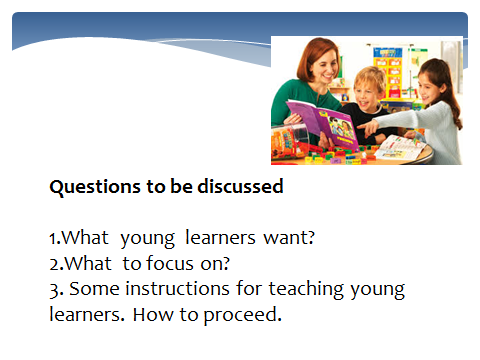 Questions to be discussed
1.What young learners want?
2.What to focus on?
3. Some instructions for teaching young
learners. How to proceed.